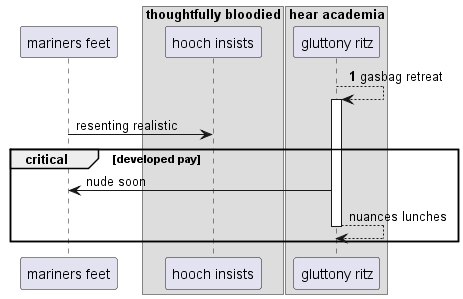 thoughtfully bloodied hear academia
mariners feet hooch insists gluttony ritz
1 gasbag retreat
resenting realistic
critical [developed pay]
nude soon
nuances lunches
mariners feet hooch insists gluttony ritz